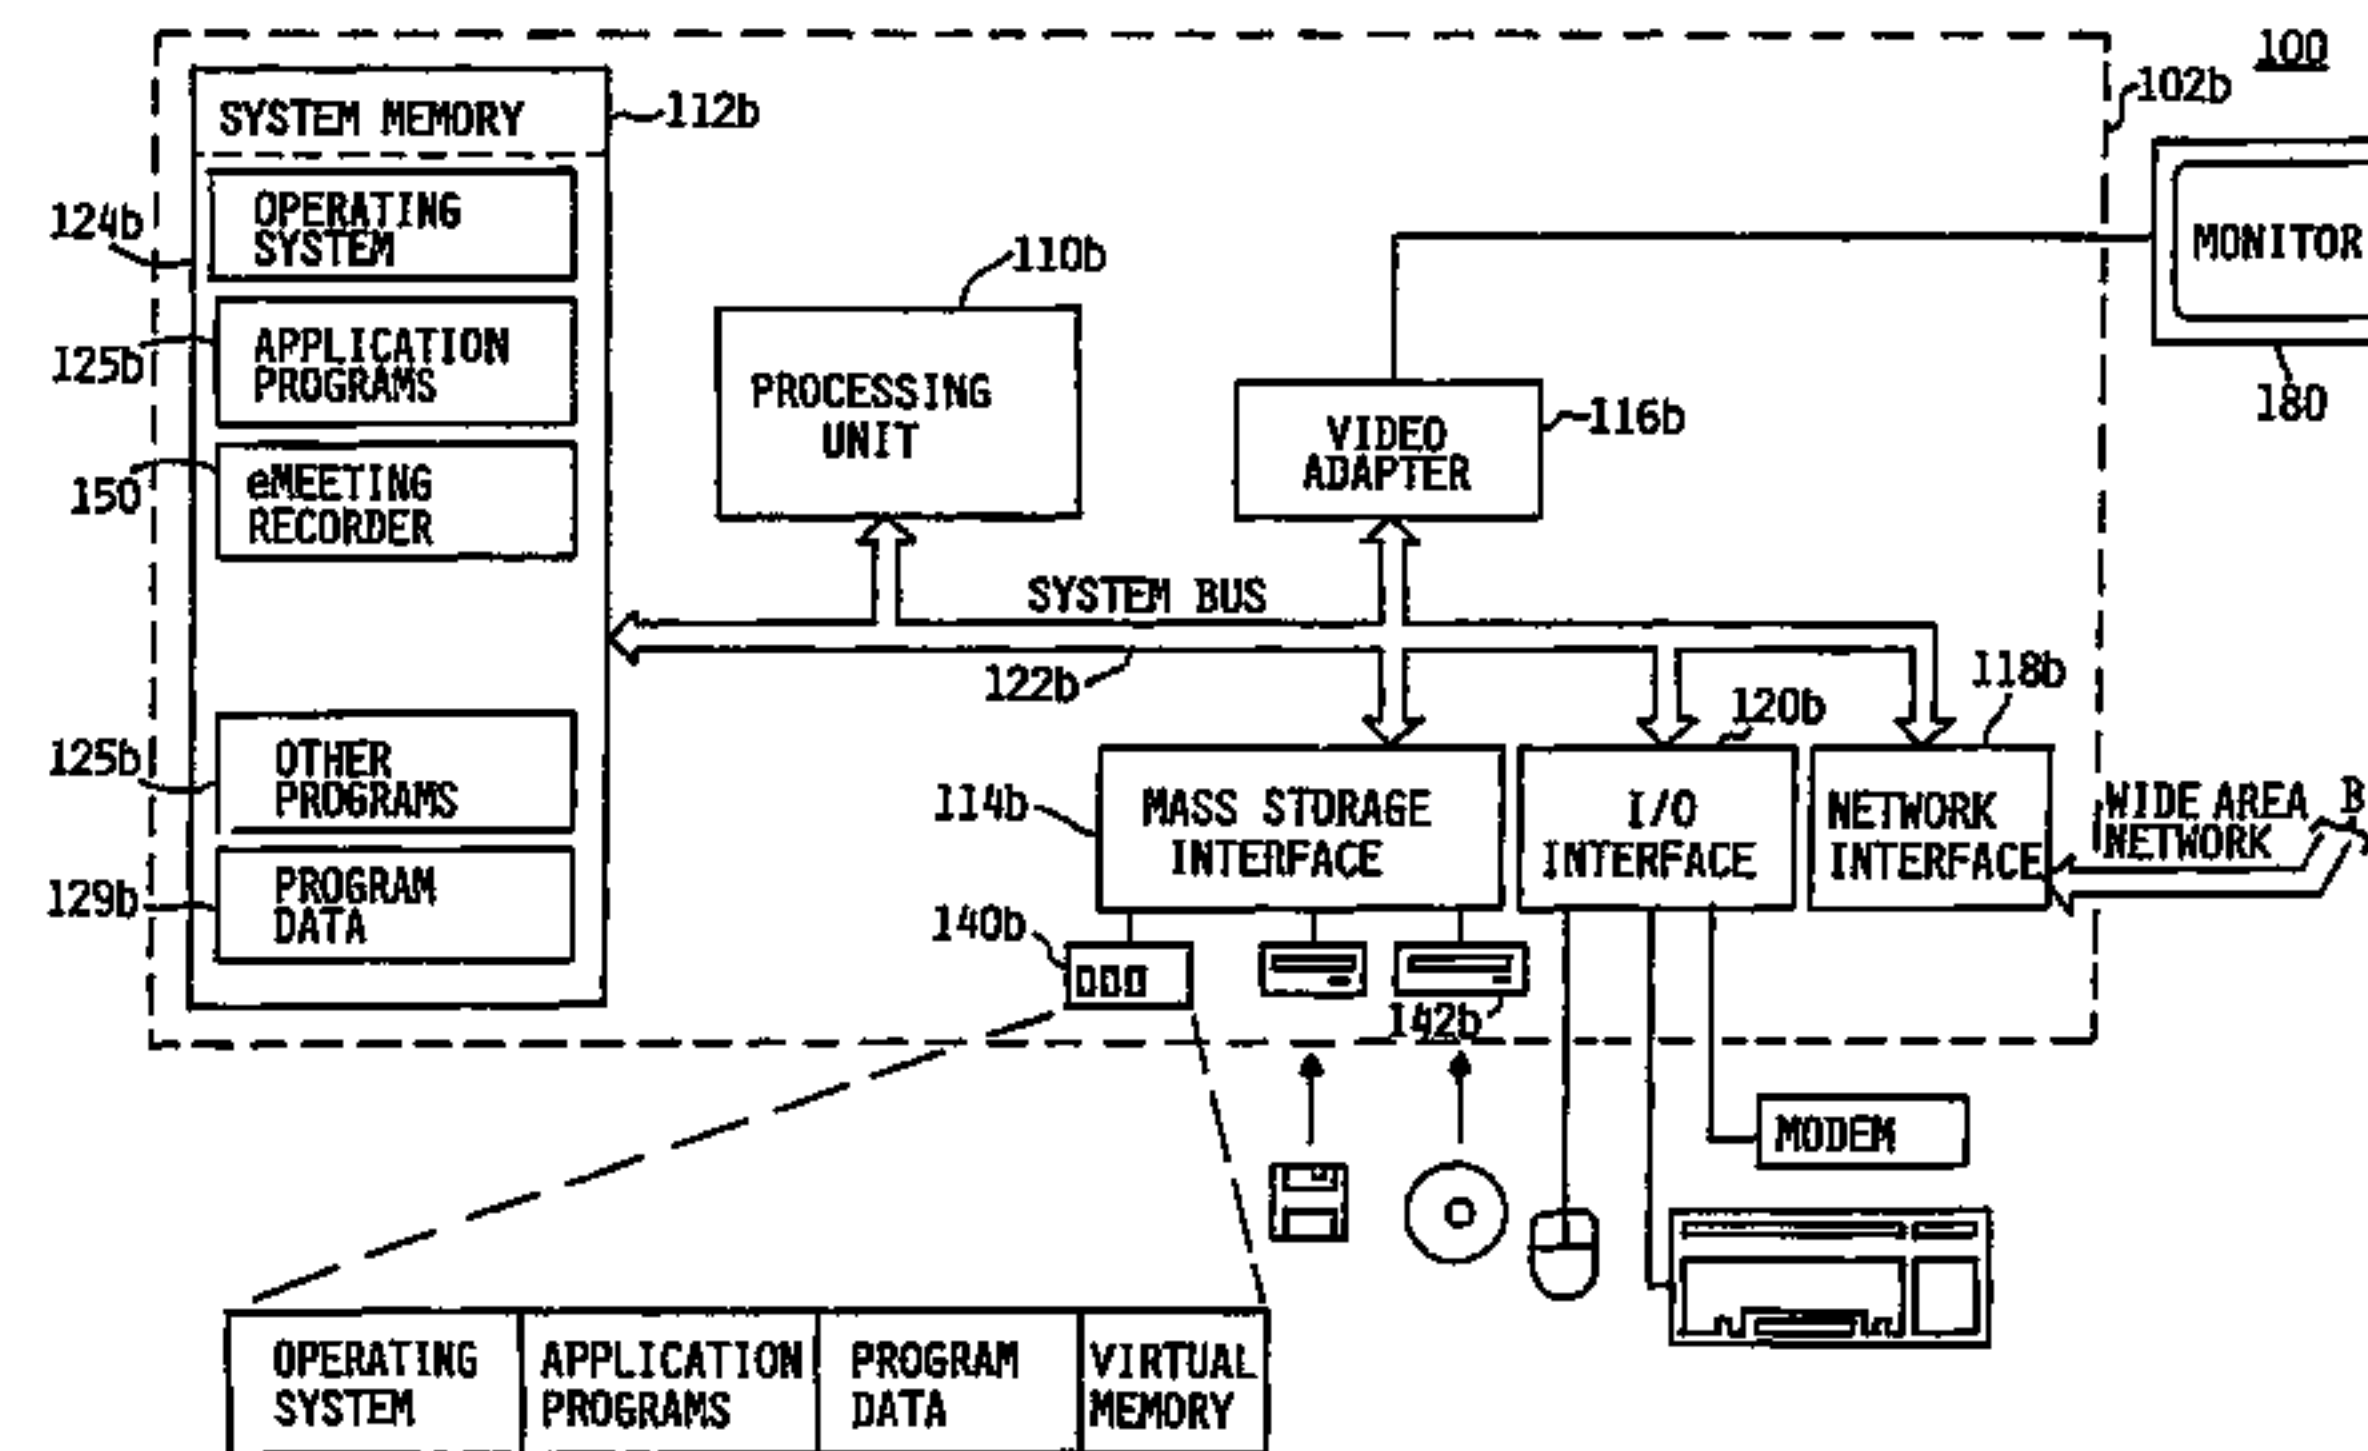 100
102b
SYSTEM MEMORY
112b
124b
OPERATING
SYSTEM
125b
APPLICATION
PROGRAMS
150
eMEETING
RECORDER
125b
OTHER
PROGRAMS
129b
PROGRAM
DATA
110b
PROCESSING
UNIT
116b
VIDEO
ADAPTER
MONITOR
180
SYSTEM BUS
122b
114b
MASS STORAGE
INTERFACE
120b
I/O
INTERFACE
118b
NETWORK
INTERFACE
WIDE AREA
NETWORK
B
140b
142b
MODEM
OPERATING
SYSTEM
APPLICATION
PROGRAMS
PROGRAM
DATA
VIRTUAL
MEMORY